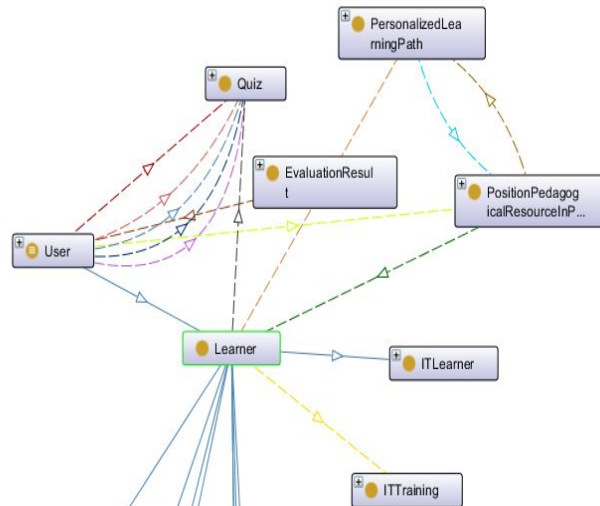 PersonalizedLea
rningPath
Quiz
EvaluationResul
t
PositionPedagog
icalResourceInP...
User
Learner
ITLearner
ITTraining